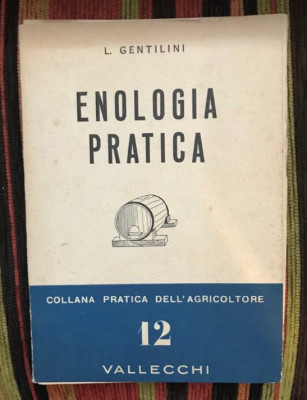 L. GENTILINI
ENOLOGIA
PRATICA
COLLANA PRATICA DELL'AGRICOLTORE
12
VALLECCHI